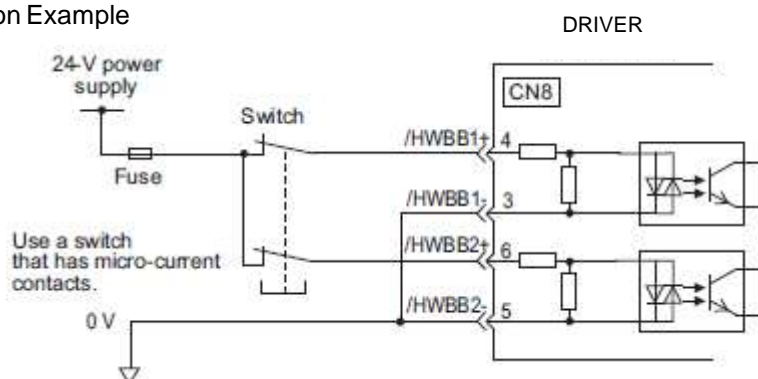 on Example
DRIVER
24-V power
supply
CN8
Switch
/HWBB1+ 4
Fuse
/HWBB1- 3
Use a switch
that has micro-current
contacts.
/HWBB2+ 6
/HWBB2- 5
0 V